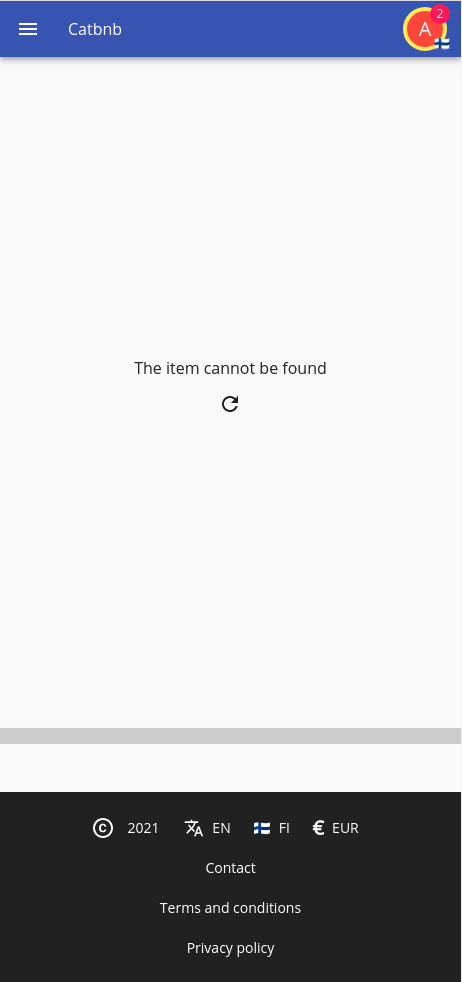 Catbnb
A
2
The item cannot be found
© 2021 EN FI € EUR
Contact
Terms and conditions
Privacy policy